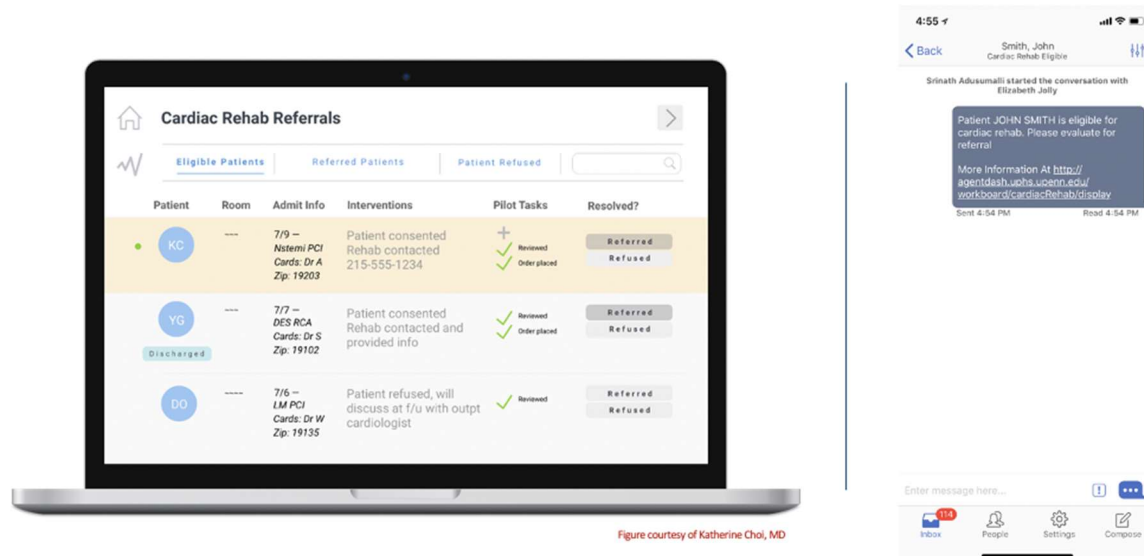 Cardiac Rehab Referrals
Eligible Patients
Referred Patients
Patient Refused
Patient
Room
Admit Info
Interventions
Pilot Tasks
Resolved?
KC
---
7/9 –
Nstemi PCI
Cards: Dr A
Zip: 19203
Patient consented
Rehab contacted
215-555-1234
Reviewed
Order placed
Referred
Refused
YG
Discharged
---
7/7 –
DES RCA
Cards: Dr S
Zip: 19102
Patient consented
Rehab contacted and
provided info
Reviewed
Order placed
Referred
Refused
DO
----
7/6 –
LM PCI
Cards: Dr W
Zip: 19135
Patient refused, will
discuss at f/u with outpt
cardiologist
Reviewed
Referred
Refused
Figure courtesy of Katherine Choi, MD
4:55
Back
Smith, John
Cardiac Rehab Eligible
Srinath Adusumalli started the conversation with
Elizabeth Jolly
Patient JOHN SMITH is eligible for
cardiac rehab. Please evaluate for
referral
More Information At http://
agentdash.uphs.upenn.edu/
workboard/cardiacRehab/display
Sent 4:54 PM
Read 4:54 PM
Enter message here...
114
Inbox
People
Settings
Compose